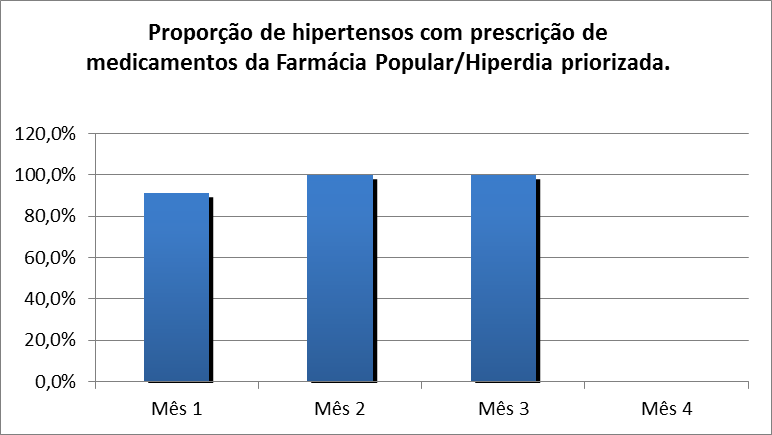 Proporção de hipertensos com prescrição de
medicamentos da Farmácia Popular/Hiperdia priorizada.
120,0%
100,0%
80,0%
60,0%
40,0%
20,0%
0,0%
Mês 1 Mês 2 Mês 3 Mês 4